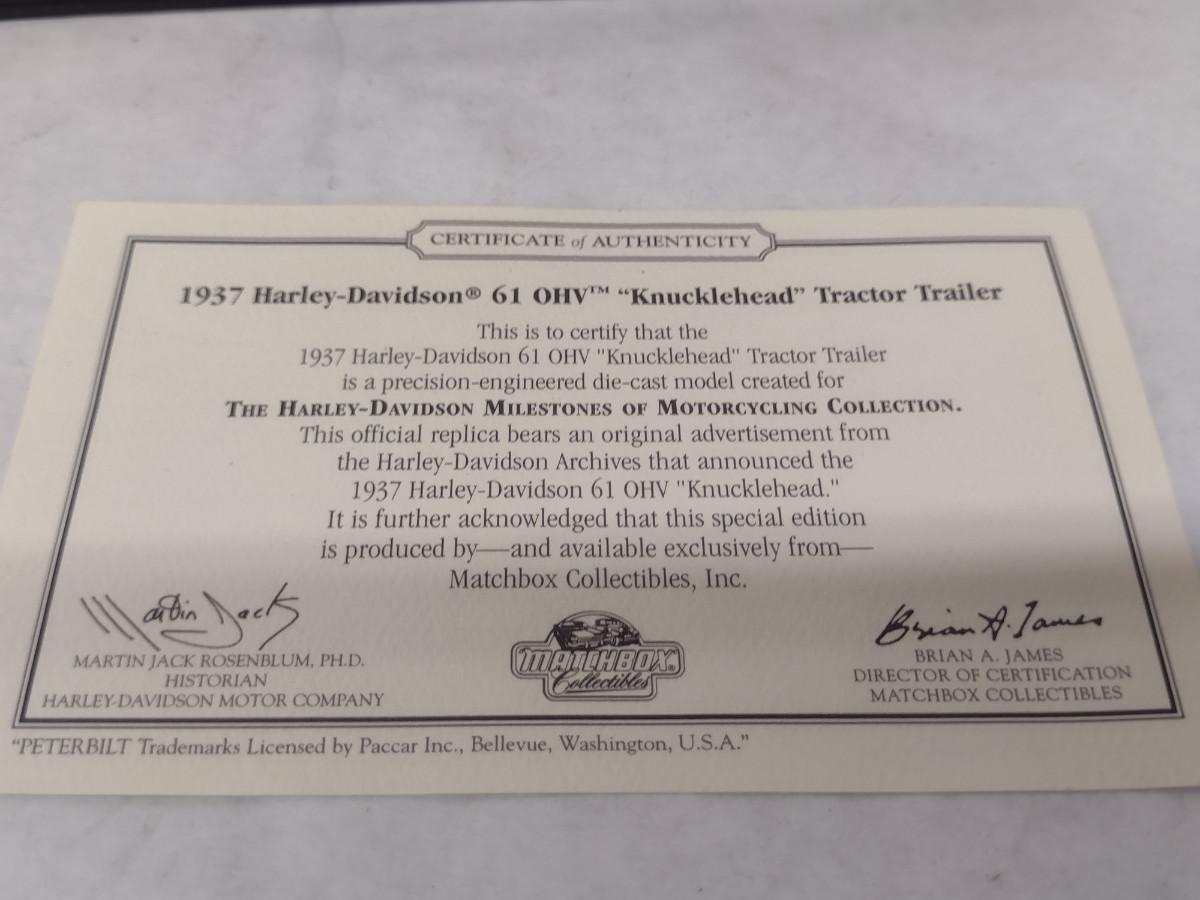 CERTIFICATE of AUTHENTICITY
1937 Harley-Davidson® 61 OHV™ “Knucklehead” Tractor Trailer
This is to certify that the
1937 Harley-Davidson 61 OHV "Knucklehead" Tractor Trailer
is a precision-engineered die-cast model created for
THE HARLEY-DAVIDSON MILESTONES OF MOTORCYCLING COLLECTION.
This official replica bears an original advertisement from
the Harley-Davidson Archives that announced the
1937 Harley-Davidson 61 OHV "Knucklehead."
It is further acknowledged that this special edition
is produced by—and available exclusively from—
Matchbox Collectibles, Inc.
Martin Jack
MARTIN JACK ROSENBLUM, PH.D.
HISTORIAN
HARLEY-DAVIDSON MOTOR COMPANY
MATCHBOX®
Collectibles
Brian A. James
BRIAN A. JAMES
DIRECTOR OF CERTIFICATION
MATCHBOX COLLECTIBLES
“PETERBILT Trademarks Licensed by Paccar Inc., Bellevue, Washington, U.S.A.”